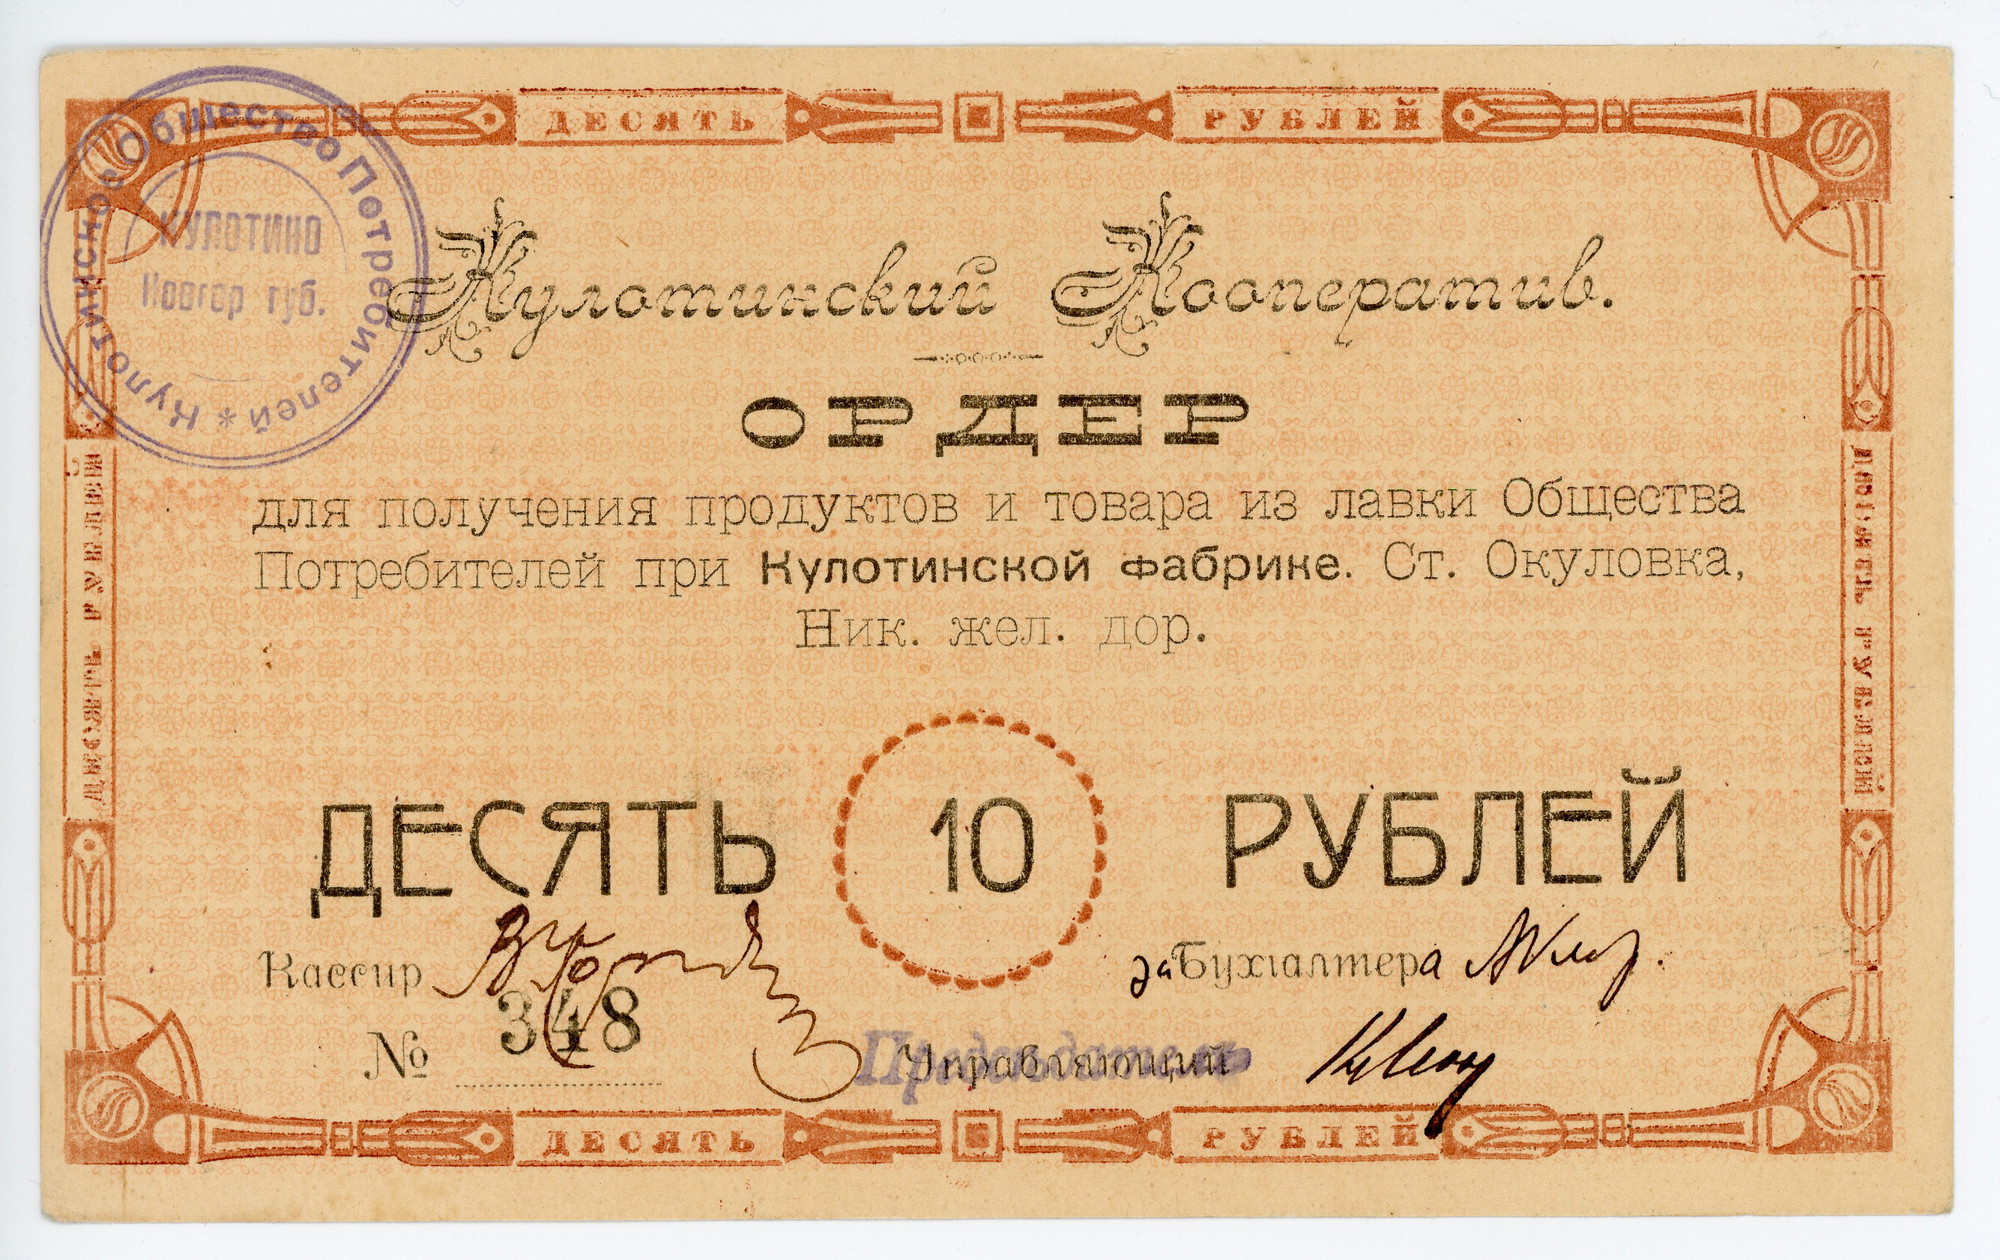 ДЕСЯТЬ РУБЛЕЙ
Кулотинское Общество Потребителей *
КУЛОТИНО
Новгор губ.
Кулотинский Кооператив.
ОРДЕР
для получения продуктов и товара из лавки Общества
Потребителей при Кулотинской фабрике. Ст. Окуловка,
Ник. жел. дор.
ДЕСЯТЬ РУБЛЕЙ
ДЕСЯТЬ РУБЛЕЙ
ДЕСЯТЬ 10 РУБЛЕЙ
Кассир
за Бухгалтера
№ 348
Председатель
Управляющий
ДЕСЯТЬ РУБЛЕЙ